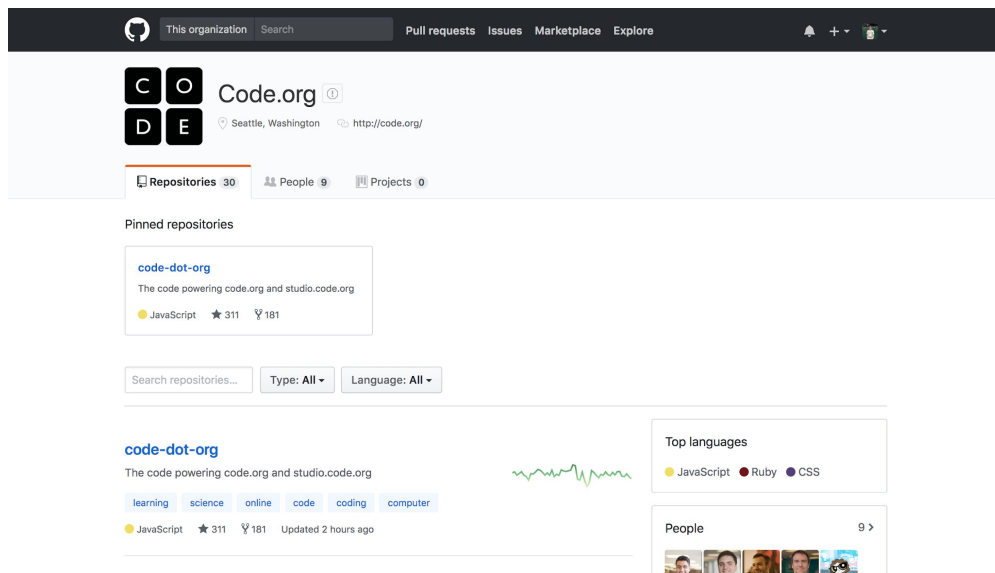 This organization Search Pull requests Issues Marketplace Explore
C O
D E
Code.org
Seattle, Washington http://code.org/
Repositories 30 People 9 Projects 0
Pinned repositories
code-dot-org
The code powering code.org and studio.code.org
JavaScript 311 181
Search repositories... Type: All Language: All
code-dot-org
The code powering code.org and studio.code.org
learning science online code coding computer
JavaScript 311 181 Updated 2 hours ago
Top languages
JavaScript Ruby CSS
People 9